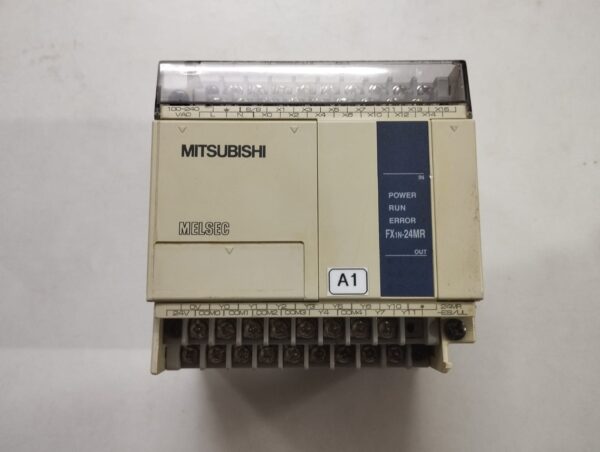 100-240 ⏚ S/S X1 X3 X5 X7 X11 X13 X15
VAC L N X0 X2 X4 X6 X10 X12 X14
MITSUBISHI
IN
POWER
RUN
ERROR
FX1N-24MR
OUT
MELSEC
A1
0V Y0 Y1 Y2 Y3 Y5 Y6 Y10 • 24MR
24V COM0 COM1 COM2 COM3 Y4 COM4 Y7 Y11 -ES/UL